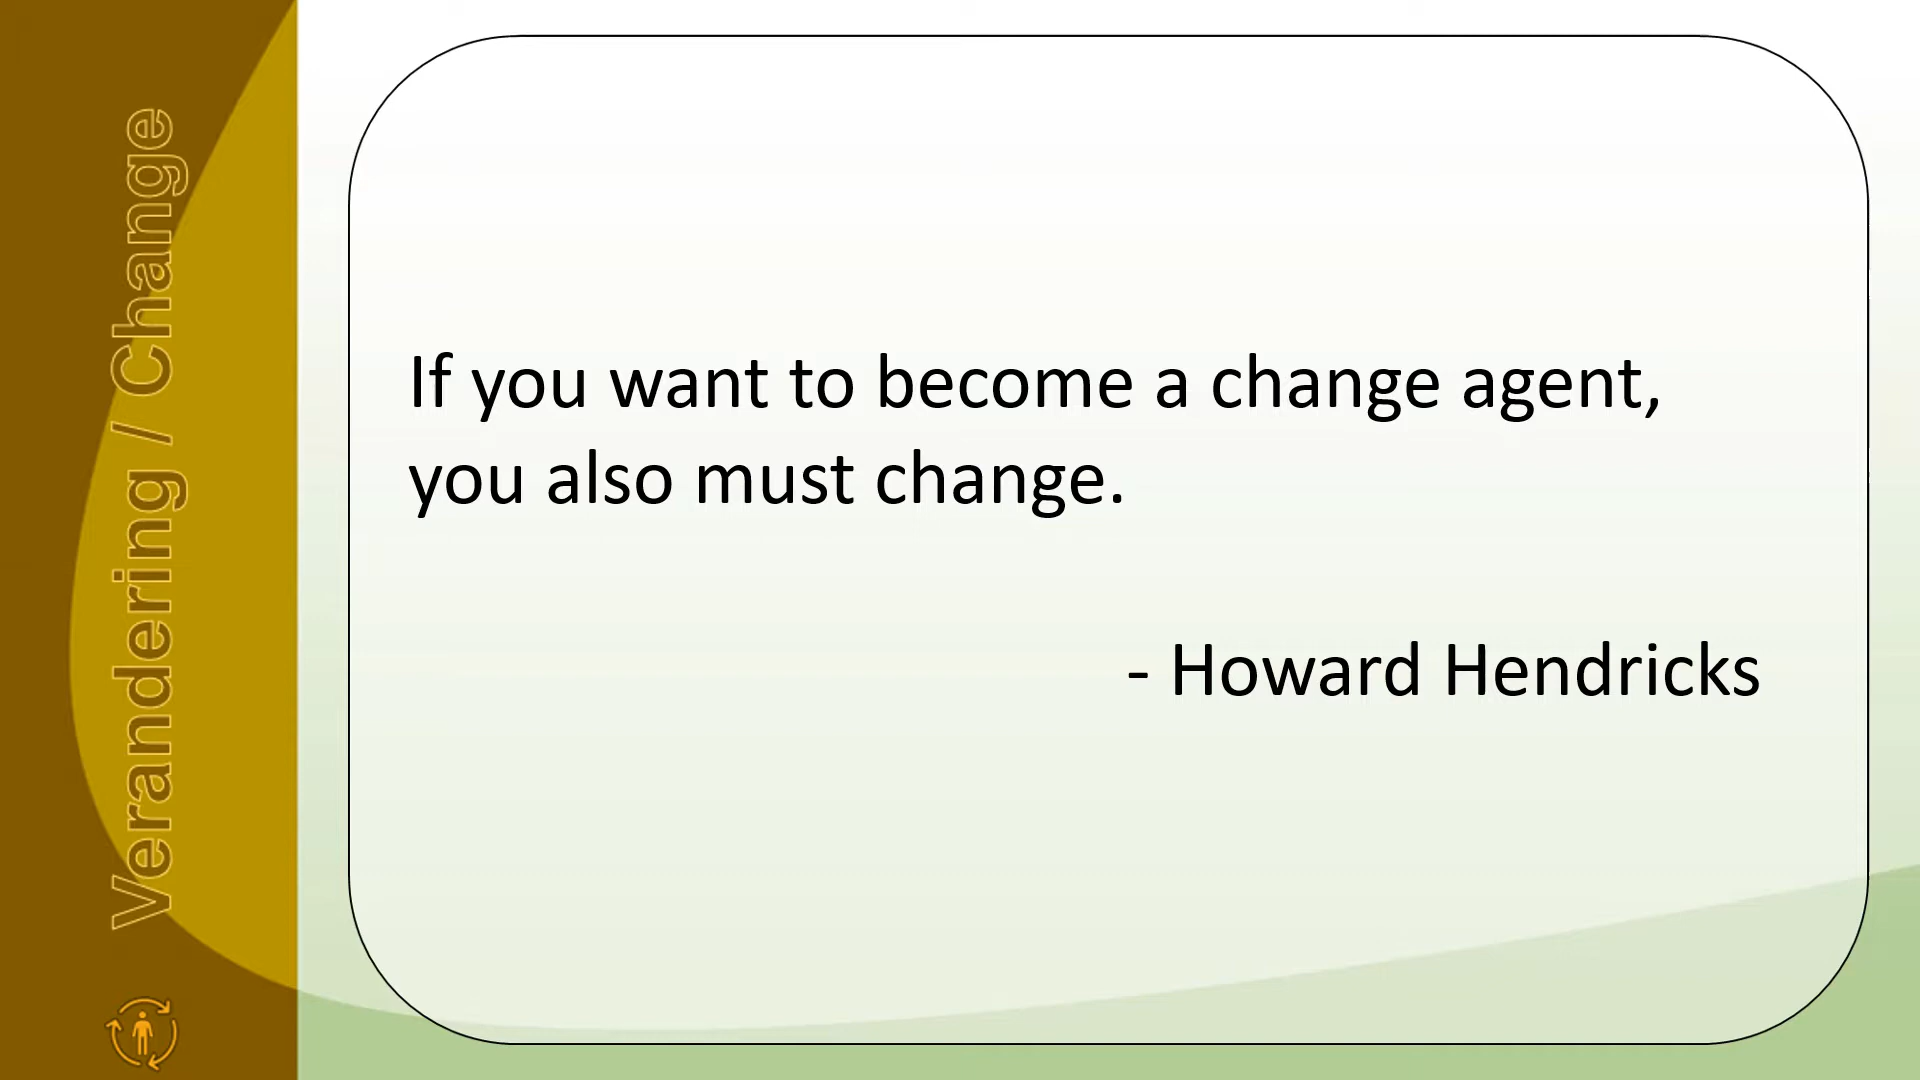 Verandering / Change
If you want to become a change agent,
you also must change.
- Howard Hendricks